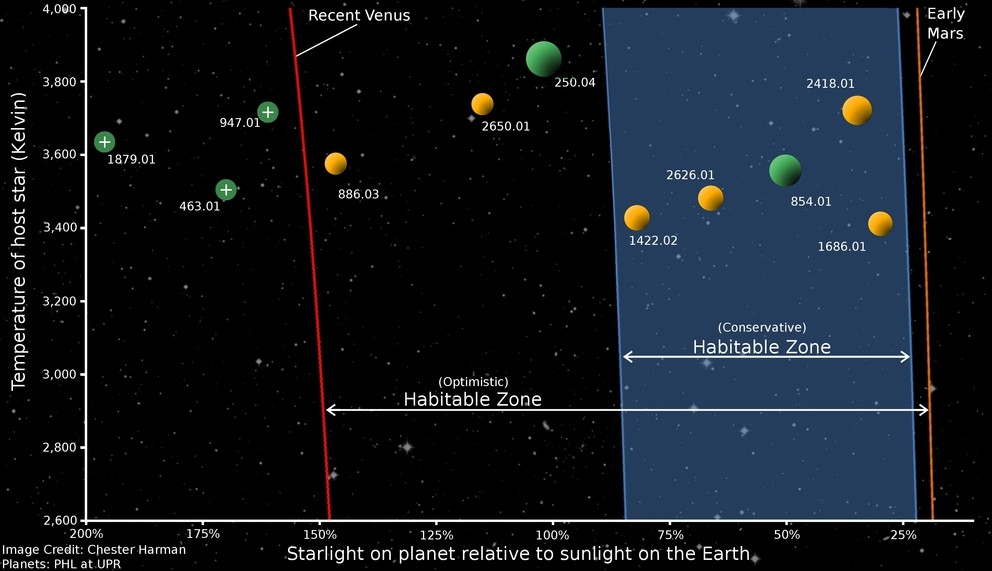 4,000
3,800
3,600
3,400
3,200
3,000
2,800
2,600
Temperature of host star (Kelvin)
Recent Venus
Early
Mars
250.04
2418.01
947.01
2650.01
1879.01
886.03
463.01
2626.01
854.01
1422.02
1686.01
(Conservative)
Habitable Zone
(Optimistic)
Habitable Zone
200%
175%
150%
125%
100%
75%
50%
25%
Starlight on planet relative to sunlight on the Earth
Image Credit: Chester Harman
Planets: PHL at UPR